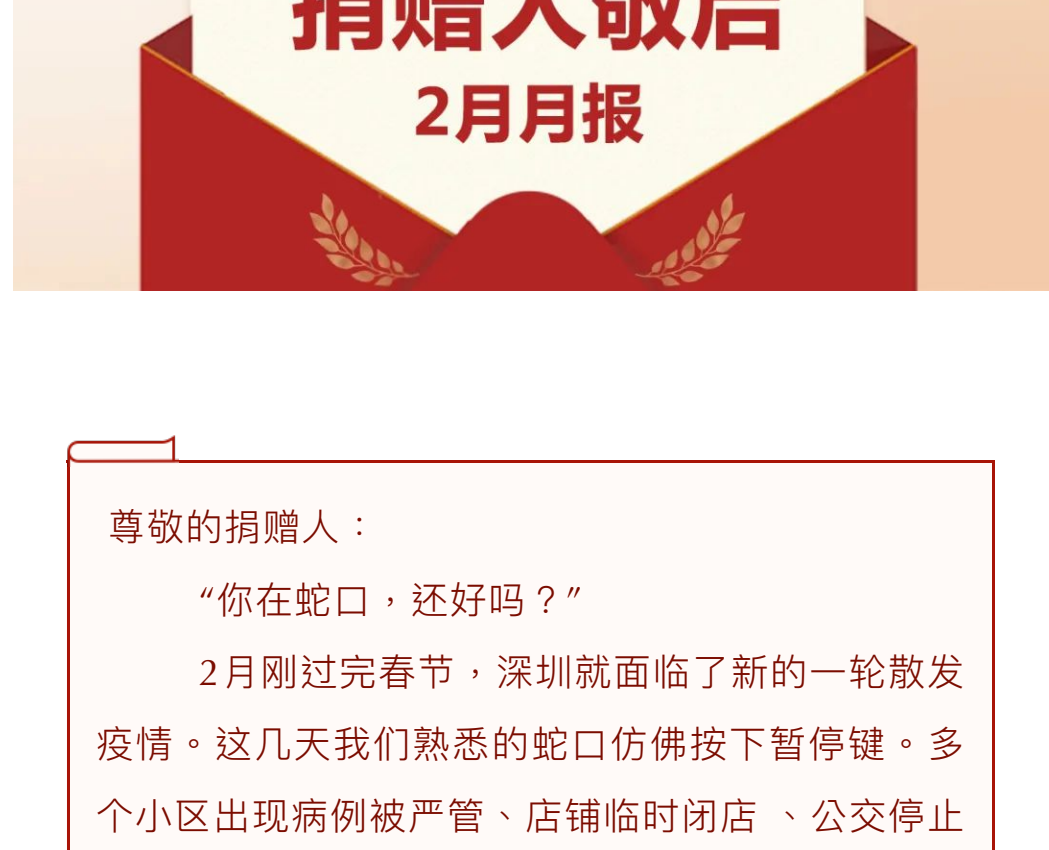 捐赠人敬启
2月月报
尊敬的捐赠人：
“你在蛇口，还好吗？”
2月刚过完春节，深圳就面临了新的一轮散发
疫情。这几天我们熟悉的蛇口仿佛按下暂停键。多
个小区出现病例被严管、店铺临时闭店 、公交停止